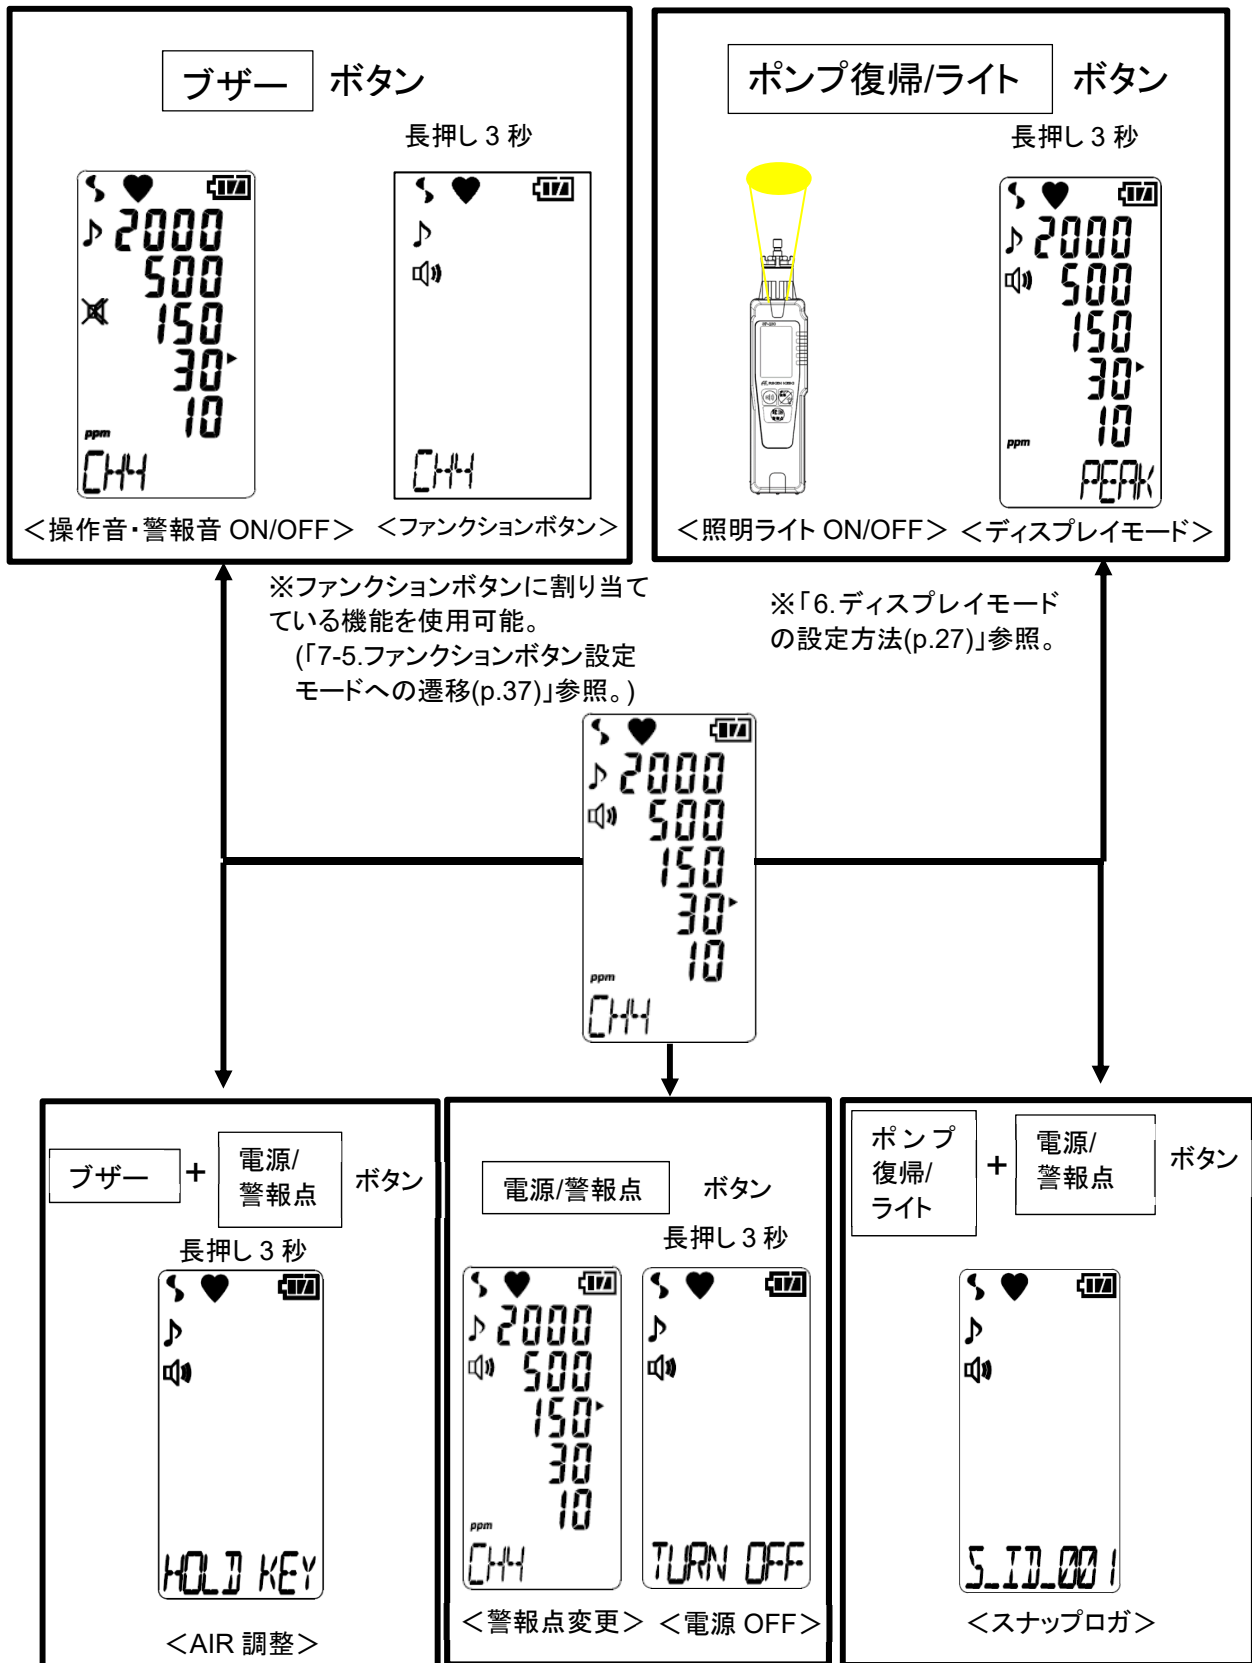 ブザー ボタン
長押し 3 秒
2000
500
150
30
10
ppm
CH4
CH4
<操作音・警報音 ON/OFF>
<ファンクションボタン>
ポンプ復帰/ライト ボタン
長押し 3 秒
2000
500
150
30
10
ppm
PEAK
<照明ライト ON/OFF>
<ディスプレイモード>
※ファンクションボタンに割り当て
ている機能を使用可能。
(「7-5.ファンクションボタン設定
モードへの遷移(p.37)」参照。)
※「6.ディスプレイモード
の設定方法(p.27)」参照。
2000
500
150
30
10
ppm
CH4
ブザー + 電源/
警報点 ボタン
長押し 3 秒
HOLD KEY
<AIR 調整>
電源/警報点 ボタン
長押し 3 秒
2000
500
150
30
10
ppm
CH4
TURN OFF
<警報点変更>
<電源 OFF>
ポンプ
復帰/
ライト
+
電源/
警報点
ボタン
S_ID_001
<スナップロガ>